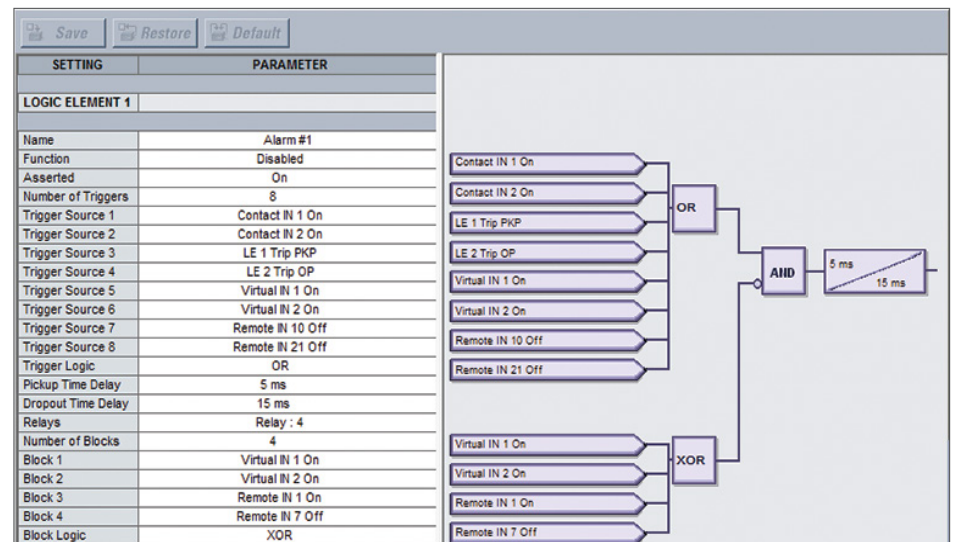 Save Restore Default
SETTING PARAMETER
LOGIC ELEMENT 1
Name Alarm #1
Function Disabled
Asserted On
Number of Triggers 8
Trigger Source 1 Contact IN 1 On
Trigger Source 2 Contact IN 2 On
Trigger Source 3 LE 1 Trip PKP
Trigger Source 4 LE 2 Trip OP
Trigger Source 5 Virtual IN 1 On
Trigger Source 6 Virtual IN 2 On
Trigger Source 7 Remote IN 10 Off
Trigger Source 8 Remote IN 21 Off
Trigger Logic OR
Pickup Time Delay 5 ms
Dropout Time Delay 15 ms
Relays Relay : 4
Number of Blocks 4
Block 1 Virtual IN 1 On
Block 2 Virtual IN 2 On
Block 3 Remote IN 1 On
Block 4 Remote IN 7 Off
Block Logic XOR
Contact IN 1 On
Contact IN 2 On
OR
LE 1 Trip PKP
LE 2 Trip OP
AND
5 ms
15 ms
Virtual IN 1 On
Virtual IN 2 On
Remote IN 10 Off
Remote IN 21 Off
Virtual IN 1 On
XOR
Virtual IN 2 On
Remote IN 1 On
Remote IN 7 Off